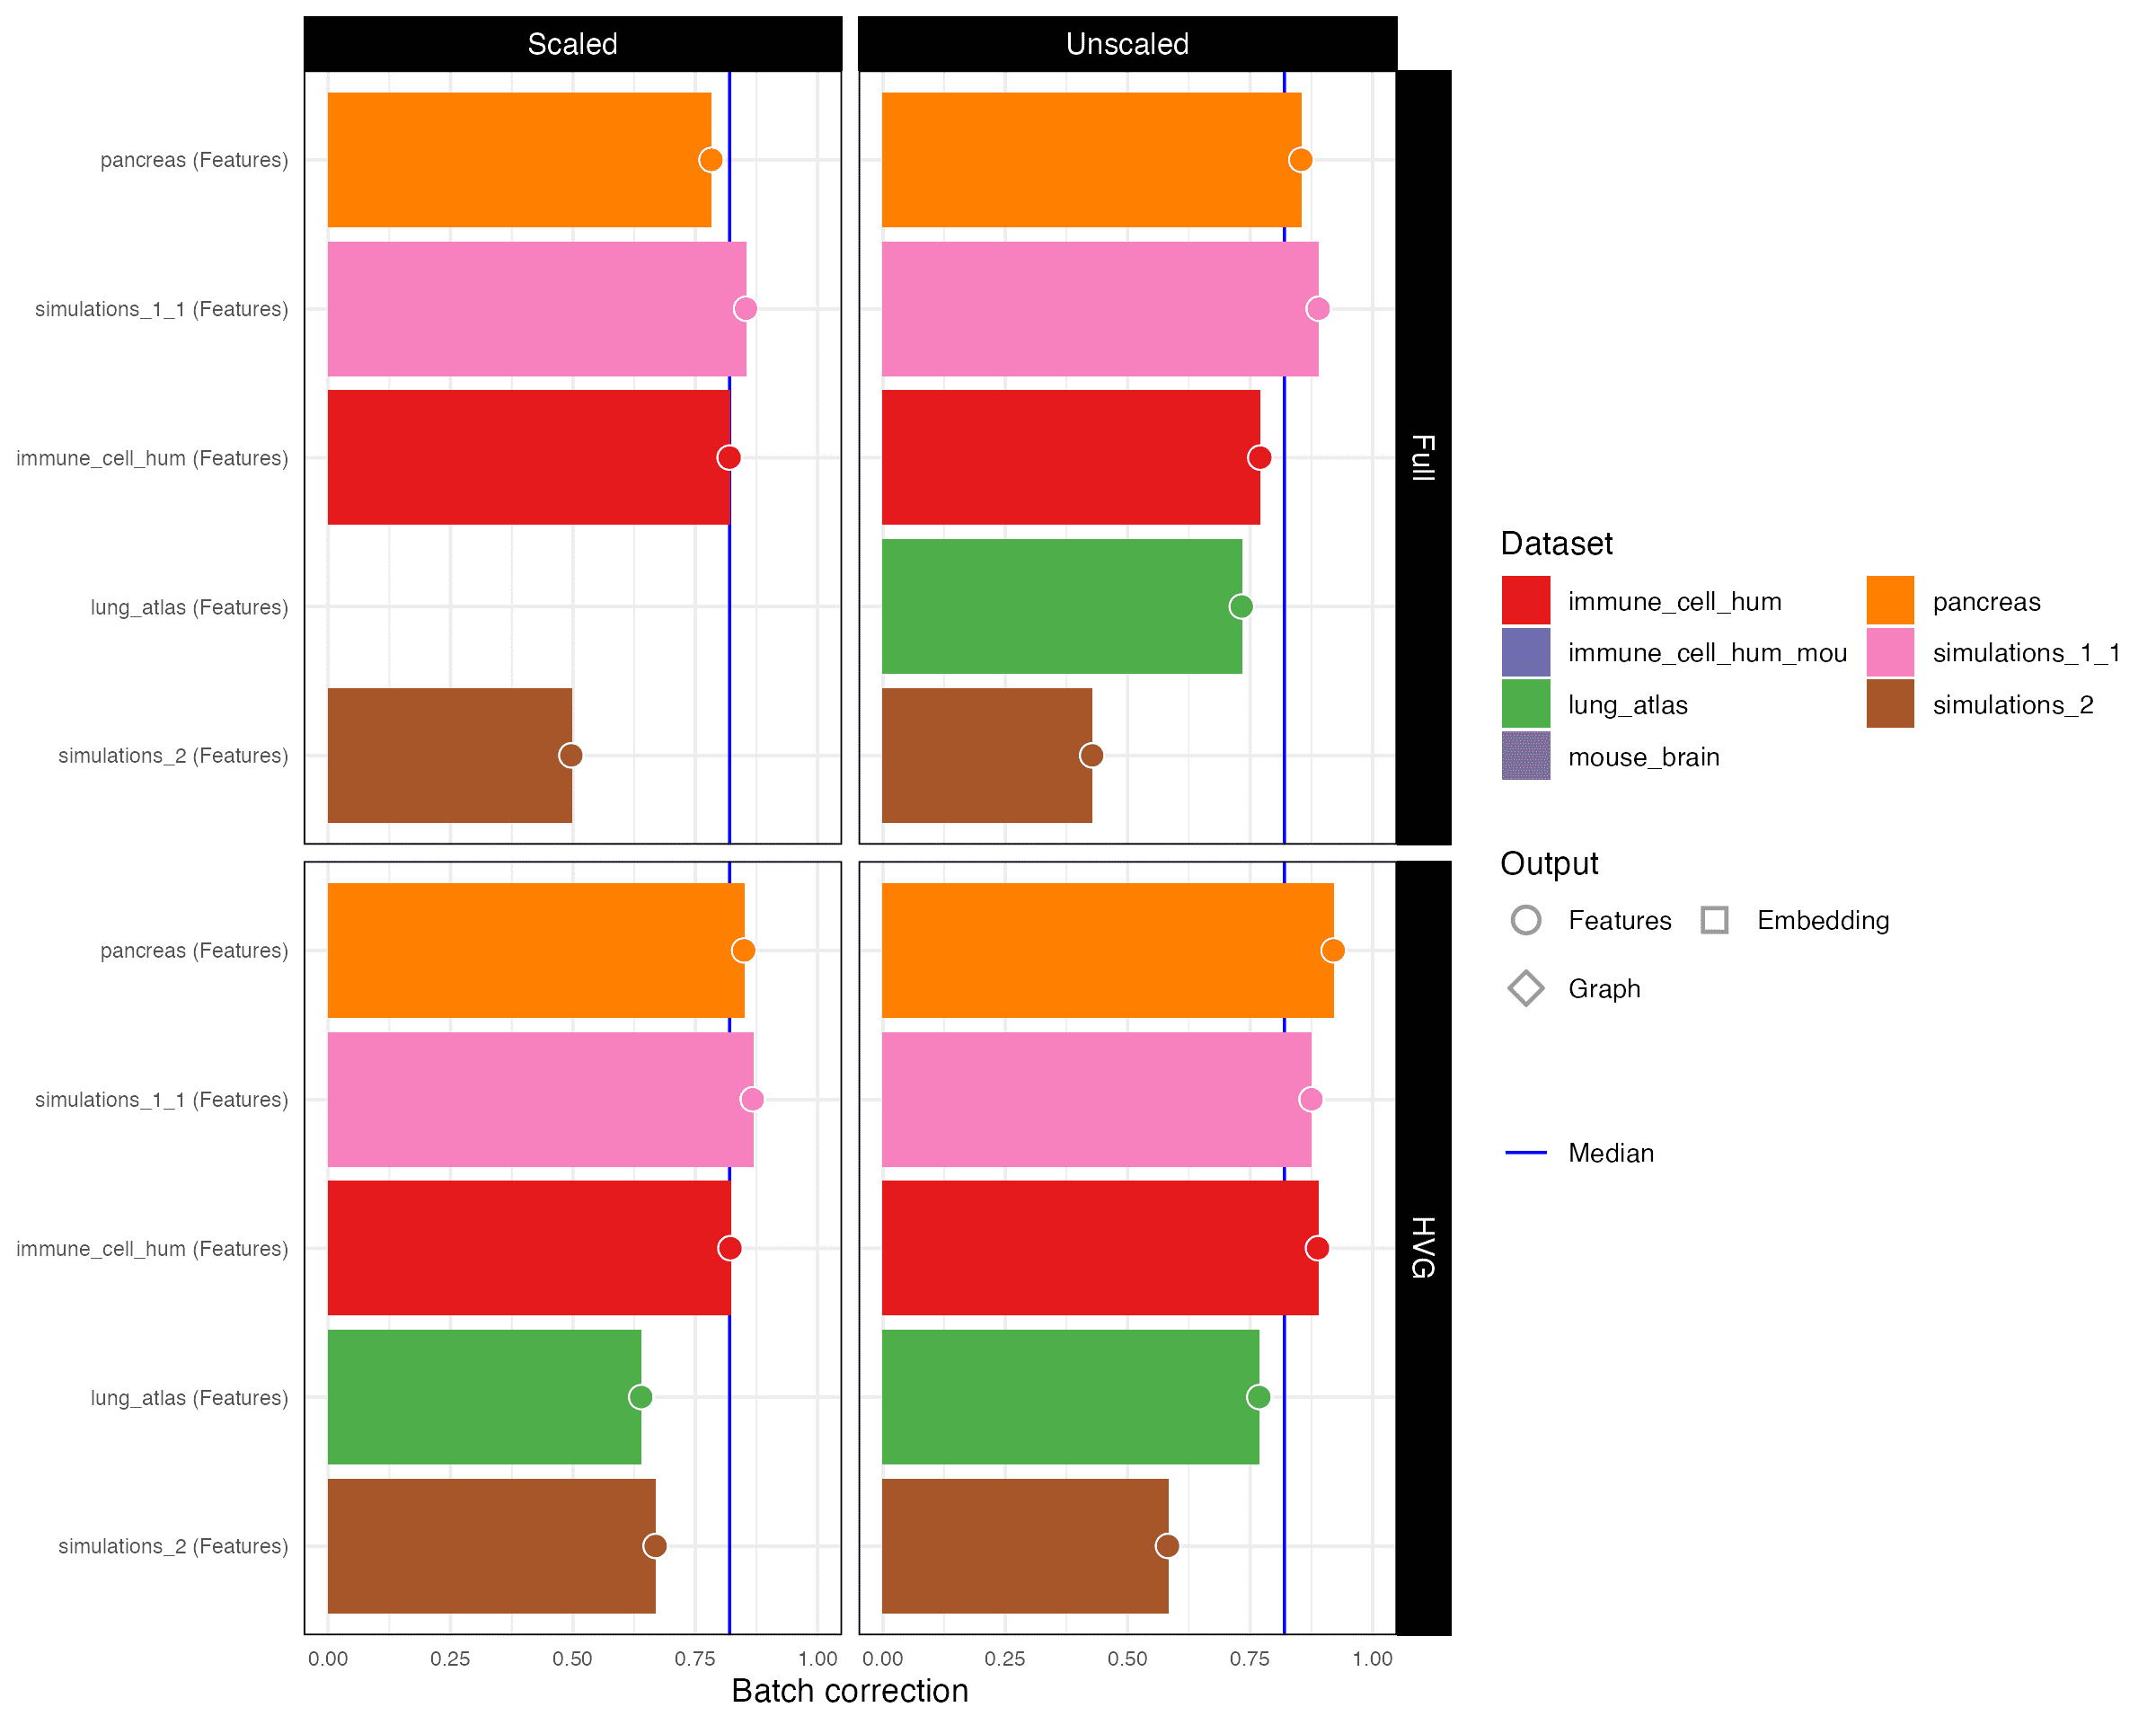 Scaled
Unscaled
pancreas (Features)
simulations_1_1 (Features)
immune_cell_hum (Features)
lung_atlas (Features)
simulations_2 (Features)
Full
pancreas (Features)
simulations_1_1 (Features)
immune_cell_hum (Features)
lung_atlas (Features)
simulations_2 (Features)
HVG
0.00 0.25 0.50 0.75 1.00
0.00 0.25 0.50 0.75 1.00
Batch correction
Dataset
immune_cell_hum
immune_cell_hum_mou
lung_atlas
mouse_brain
pancreas
simulations_1_1
simulations_2
Output
Features
Embedding
Graph
Median